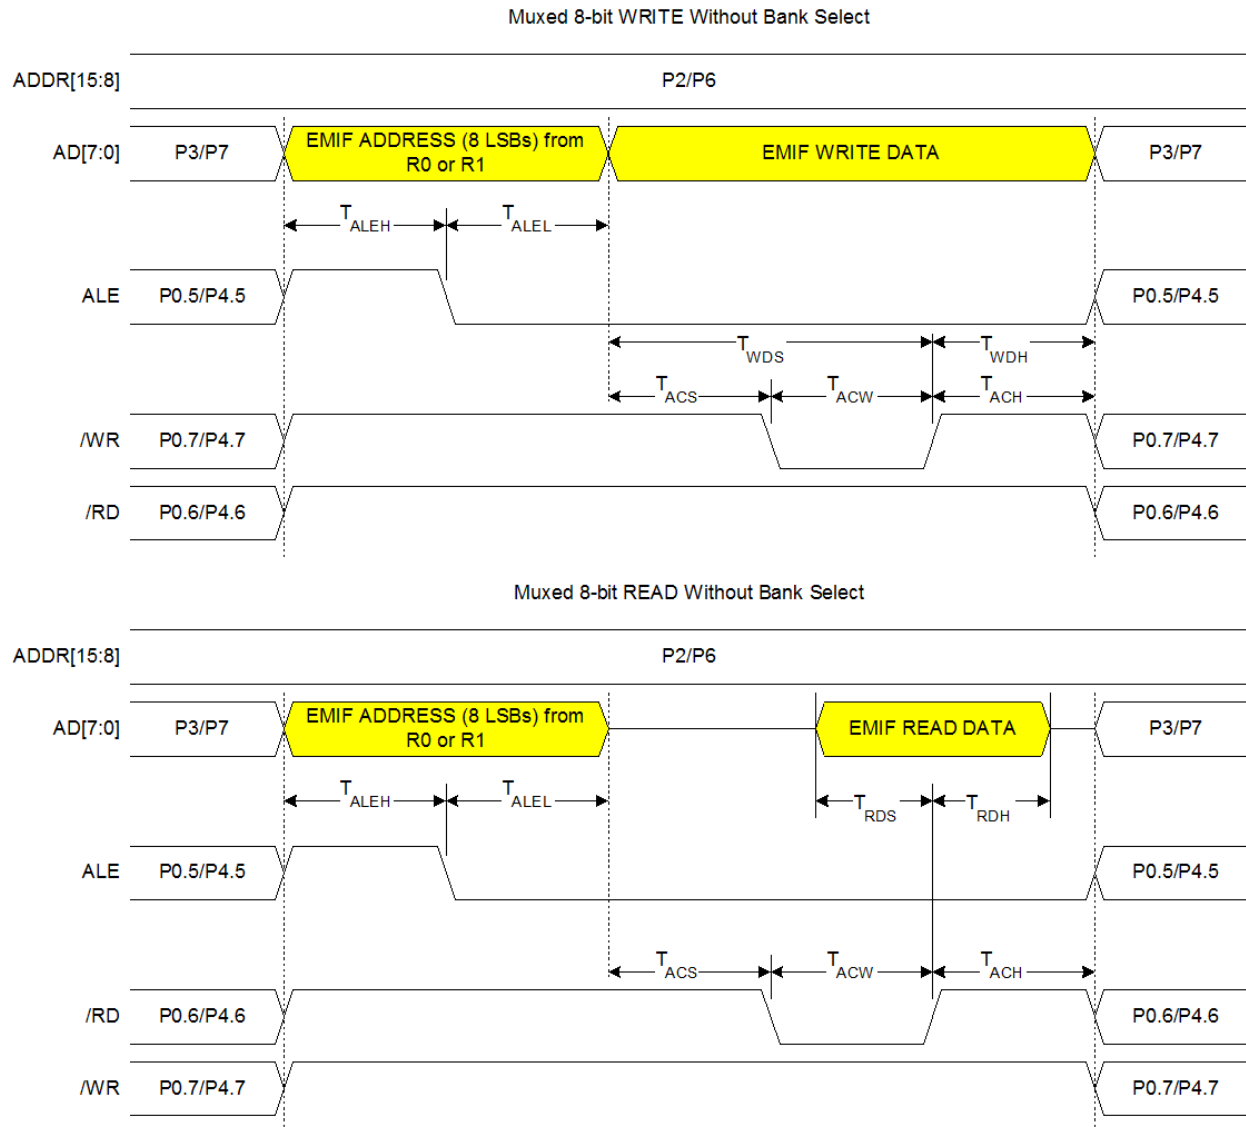 Muxed 8-bit WRITE Without Bank Select
ADDR[15:8] P2/P6
AD[7:0] P3/P7 EMIF ADDRESS (8 LSBs) from R0 or R1 EMIF WRITE DATA P3/P7
TALEH TALEL
ALE P0.5/P4.5 P0.5/P4.5
TWDS TWDH
TACS TACW TACH
/WR P0.7/P4.7 P0.7/P4.7
/RD P0.6/P4.6 P0.6/P4.6
Muxed 8-bit READ Without Bank Select
ADDR[15:8] P2/P6
AD[7:0] P3/P7 EMIF ADDRESS (8 LSBs) from R0 or R1 EMIF READ DATA P3/P7
TALEH TALEL TRDS TRDH
ALE P0.5/P4.5 P0.5/P4.5
TACS TACW TACH
/RD P0.6/P4.6 P0.6/P4.6
/WR P0.7/P4.7 P0.7/P4.7